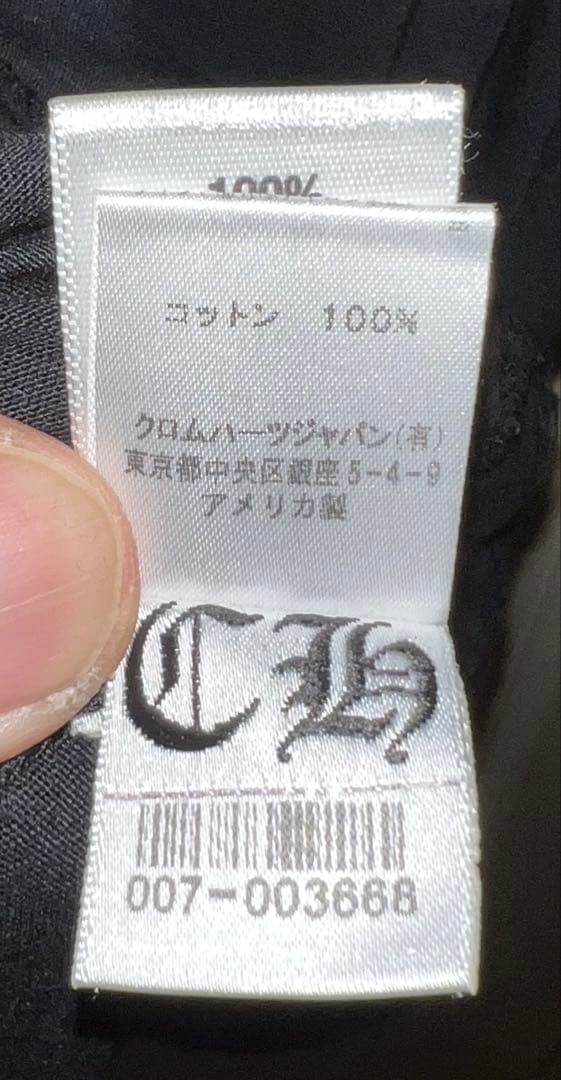 100%
コットン 100%
クロムハーツジャパン(有)
東京都中央区銀座5-4-9
アメリカ製
CH
007-003668